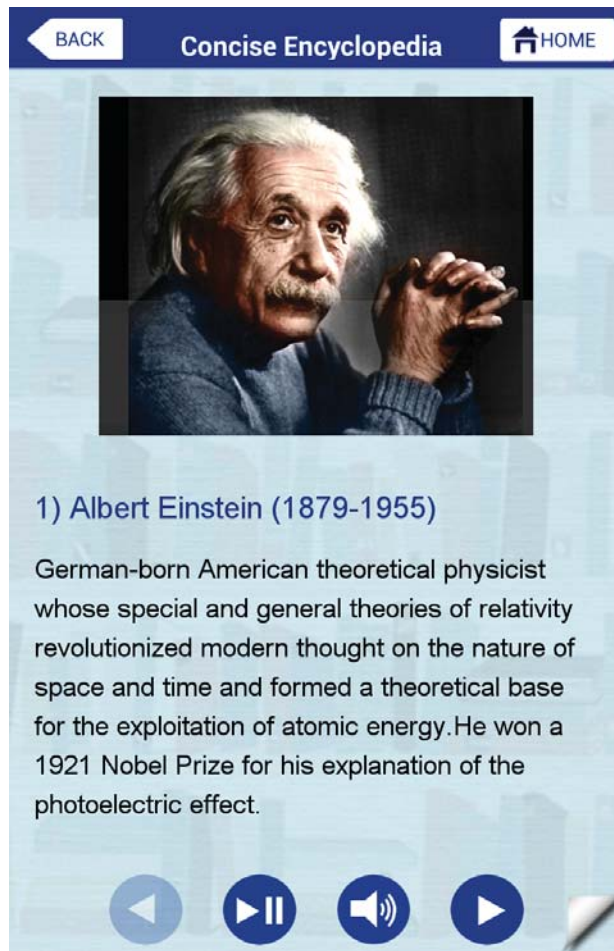 BACK
Concise Encyclopedia
HOME
1) Albert Einstein (1879-1955)
German-born American theoretical physicist
whose special and general theories of relativity
revolutionized modern thought on the nature of
space and time and formed a theoretical base
for the exploitation of atomic energy.He won a
1921 Nobel Prize for his explanation of the
photoelectric effect.